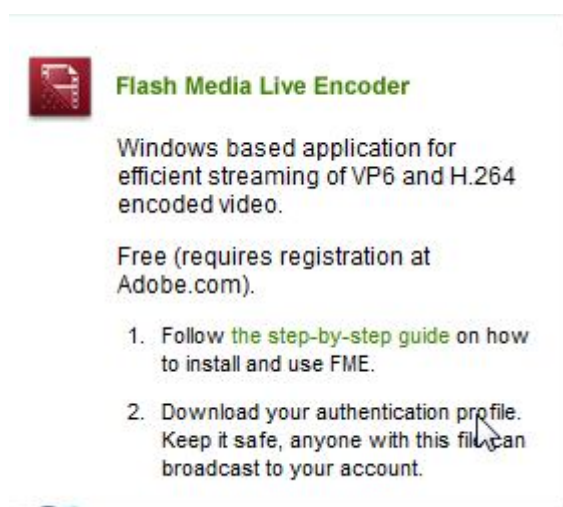 Flash Media Live Encoder
Windows based application for
efficient streaming of VP6 and H.264
encoded video.
Free (requires registration at
Adobe.com).
1. Follow the step-by-step guide on how
to install and use FME.
2. Download your authentication profile.
Keep it safe, anyone with this file can
broadcast to your account.